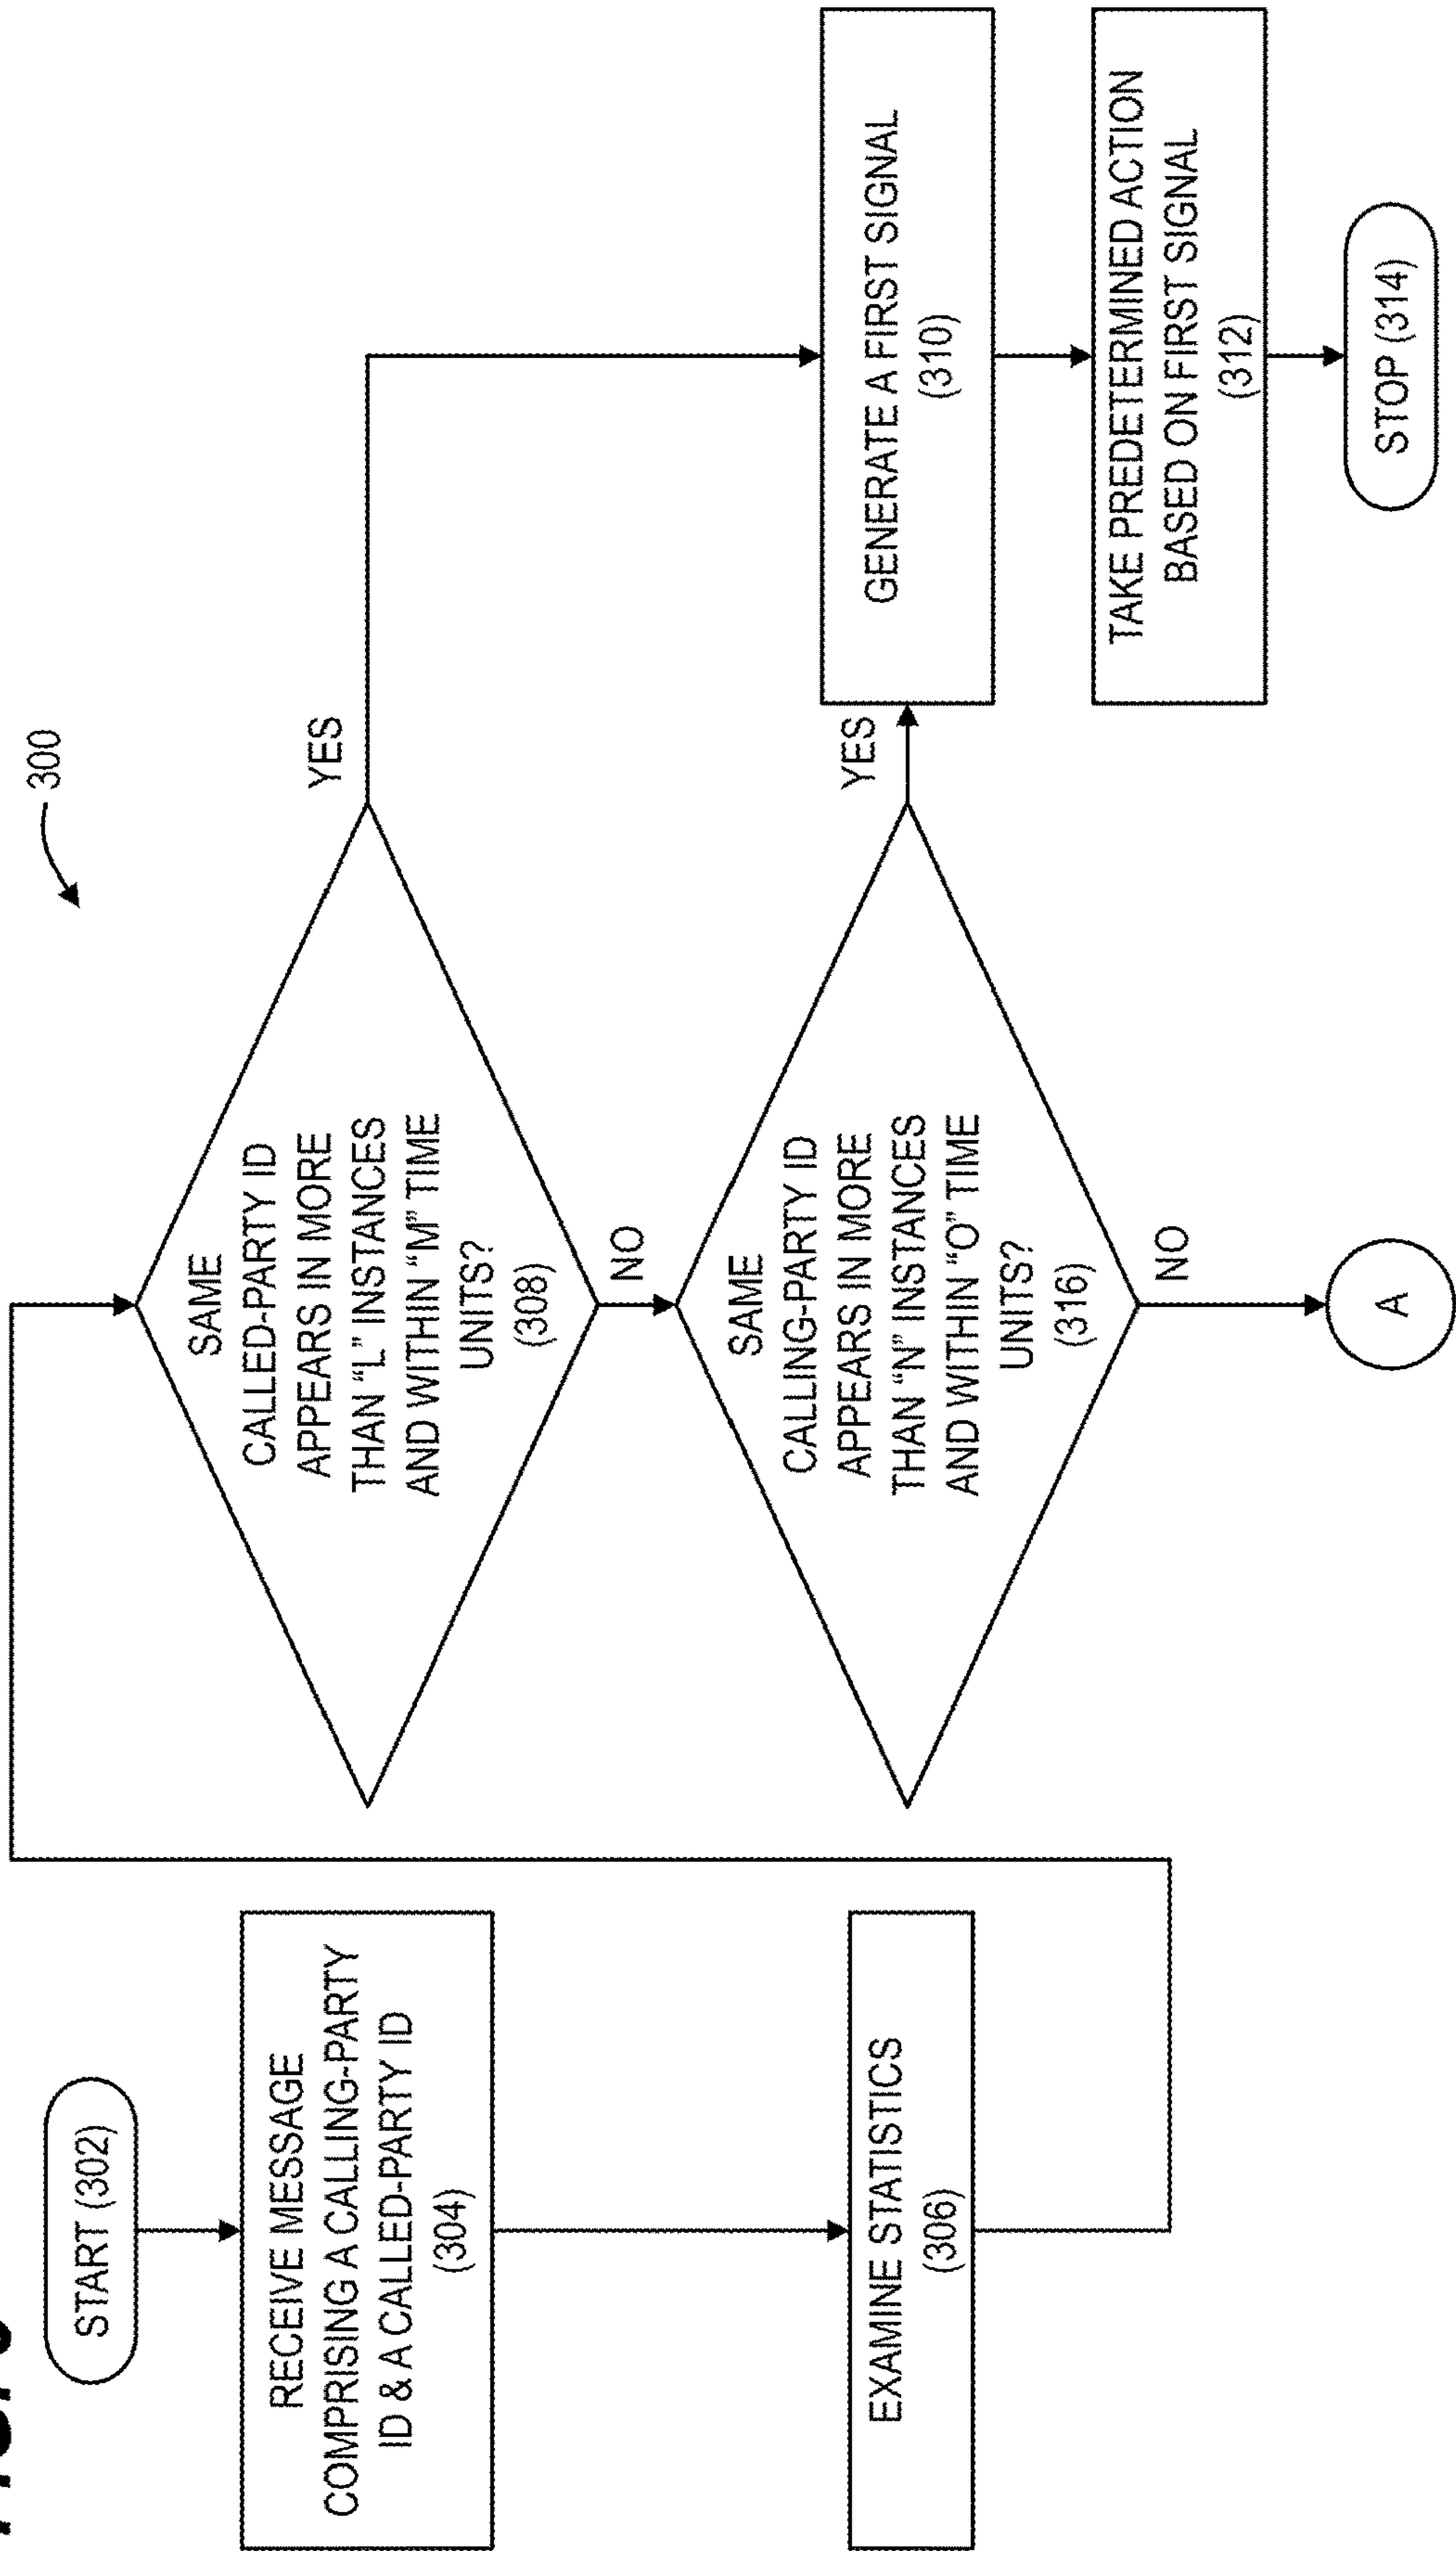 300
START (302)
RECEIVE MESSAGE
COMPRISING A CALLING-PARTY
ID & A CALLED-PARTY ID
(304)
EXAMINE STATISTICS
(306)
SAME
CALLED-PARTY ID
APPEARS IN MORE
THAN “L” INSTANCES
AND WITHIN “M” TIME
UNITS?
(308)
YES
NO
SAME
CALLING-PARTY ID
APPEARS IN MORE
THAN “N” INSTANCES
AND WITHIN “O” TIME
UNITS?
(316)
YES
NO
A
GENERATE A FIRST SIGNAL
(310)
TAKE PREDETERMINED ACTION
BASED ON FIRST SIGNAL
(312)
STOP (314)